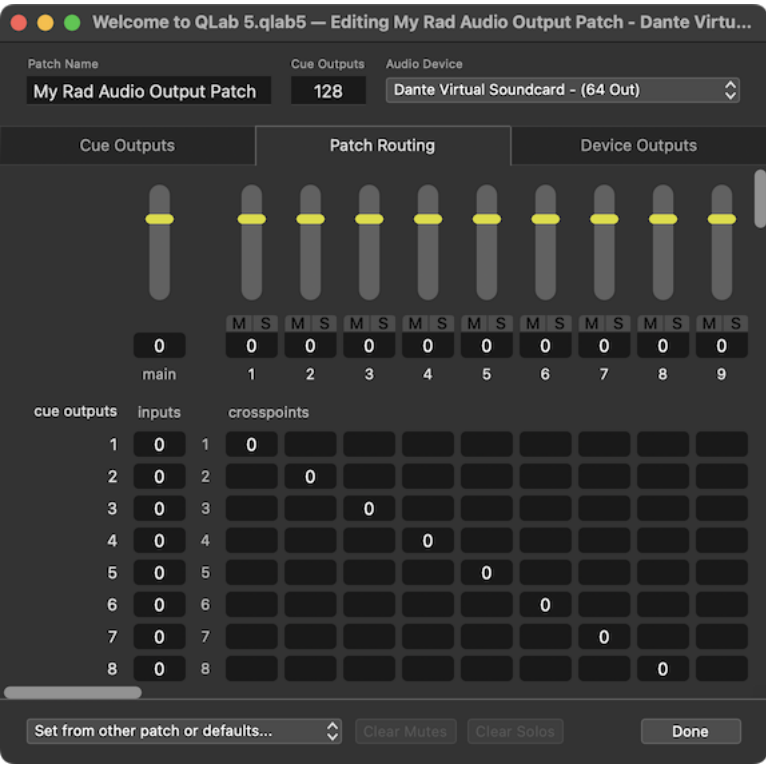 Welcome to QLab 5.qlab5 — Editing My Rad Audio Output Patch - Dante Virtu...
Patch Name Cue Outputs Audio Device
My Rad Audio Output Patch 128 Dante Virtual Soundcard - (64 Out)
Cue Outputs Patch Routing Device Outputs
M S M S M S M S M S M S M S M S M S
0 0 0 0 0 0 0 0 0 0
main 1 2 3 4 5 6 7 8 9
cue outputs inputs crosspoints
1 0 1 0
2 0 2 0
3 0 3 0
4 0 4 0
5 0 5 0
6 0 6 0
7 0 7 0
8 0 8 0
Set from other patch or defaults... Clear Mutes Clear Solos Done